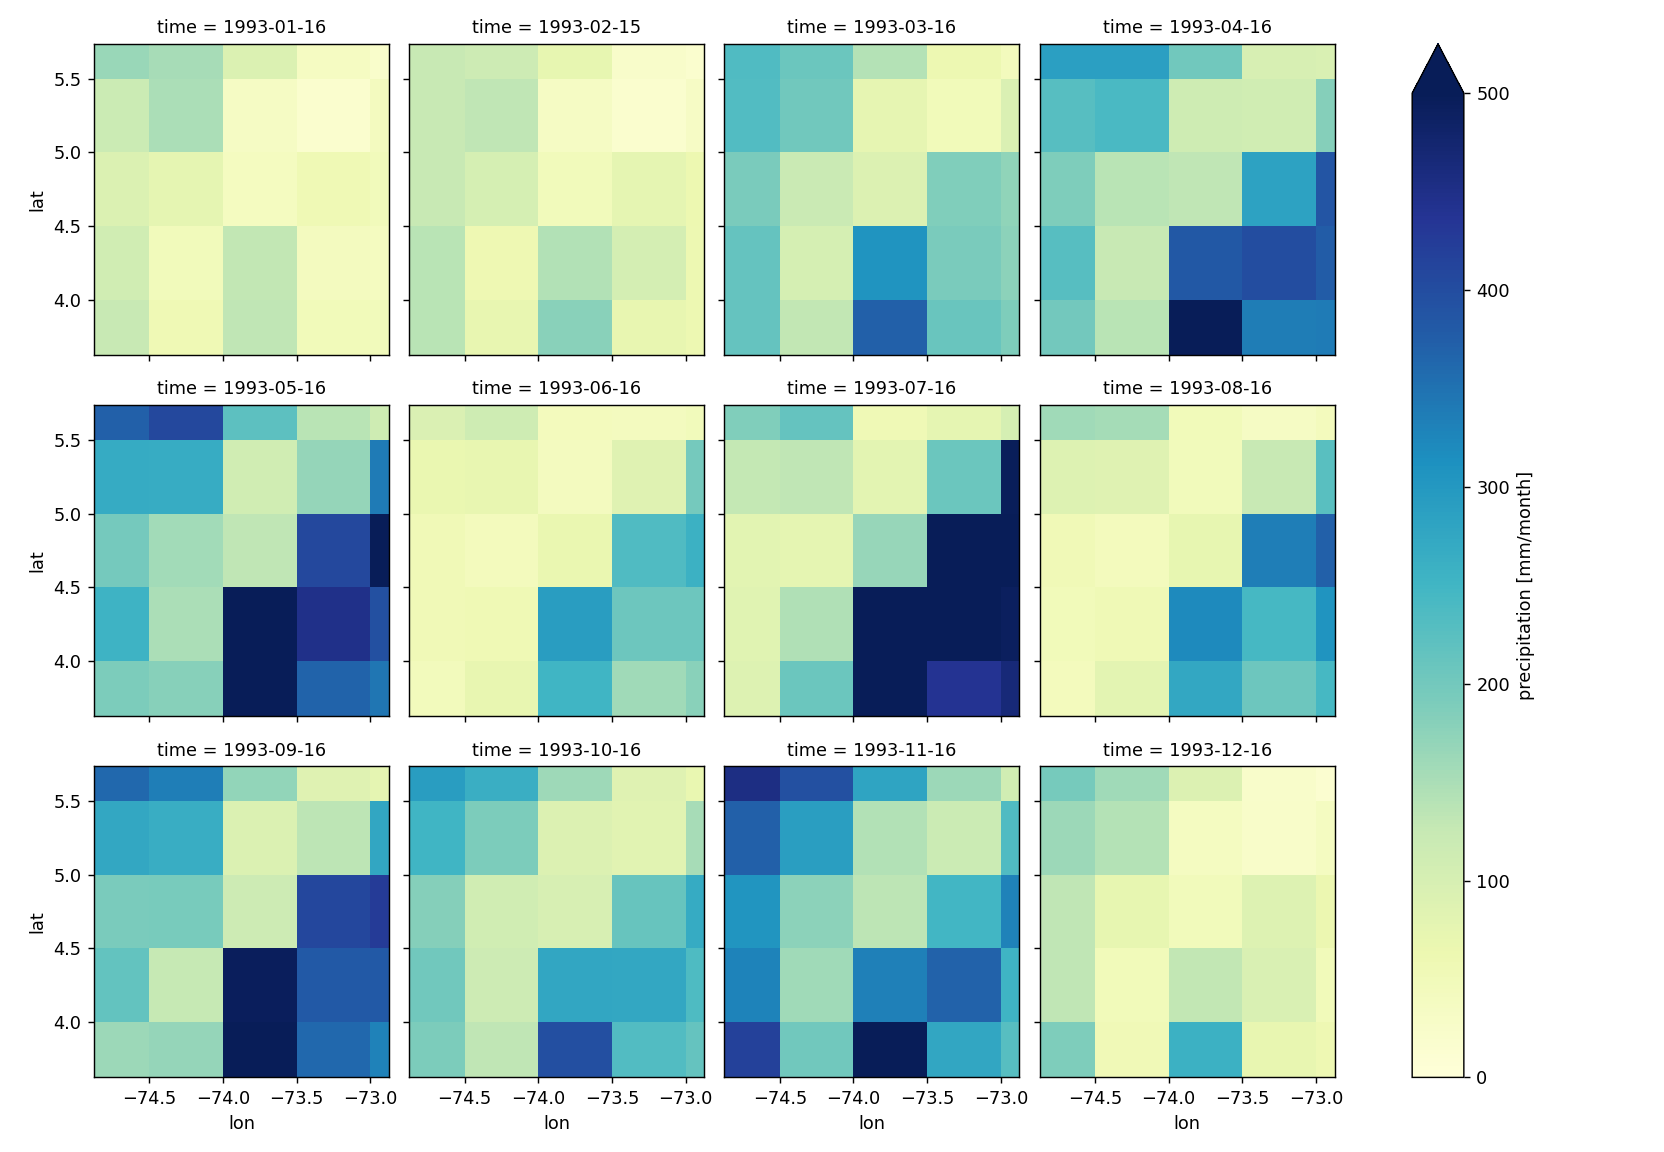 time = 1993-01-16 time = 1993-02-15 time = 1993-03-16 time = 1993-04-16
5.5
5.0
lat
4.5
4.0
time = 1993-05-16 time = 1993-06-16 time = 1993-07-16 time = 1993-08-16
5.5
5.0
lat
4.5
4.0
time = 1993-09-16 time = 1993-10-16 time = 1993-11-16 time = 1993-12-16
5.5
5.0
lat
4.5
4.0
−74.5 −74.0 −73.5 −73.0 −74.5 −74.0 −73.5 −73.0 −74.5 −74.0 −73.5 −73.0 −74.5 −74.0 −73.5 −73.0
lon lon lon lon
500
400
300
200
100
0
precipitation [mm/month]